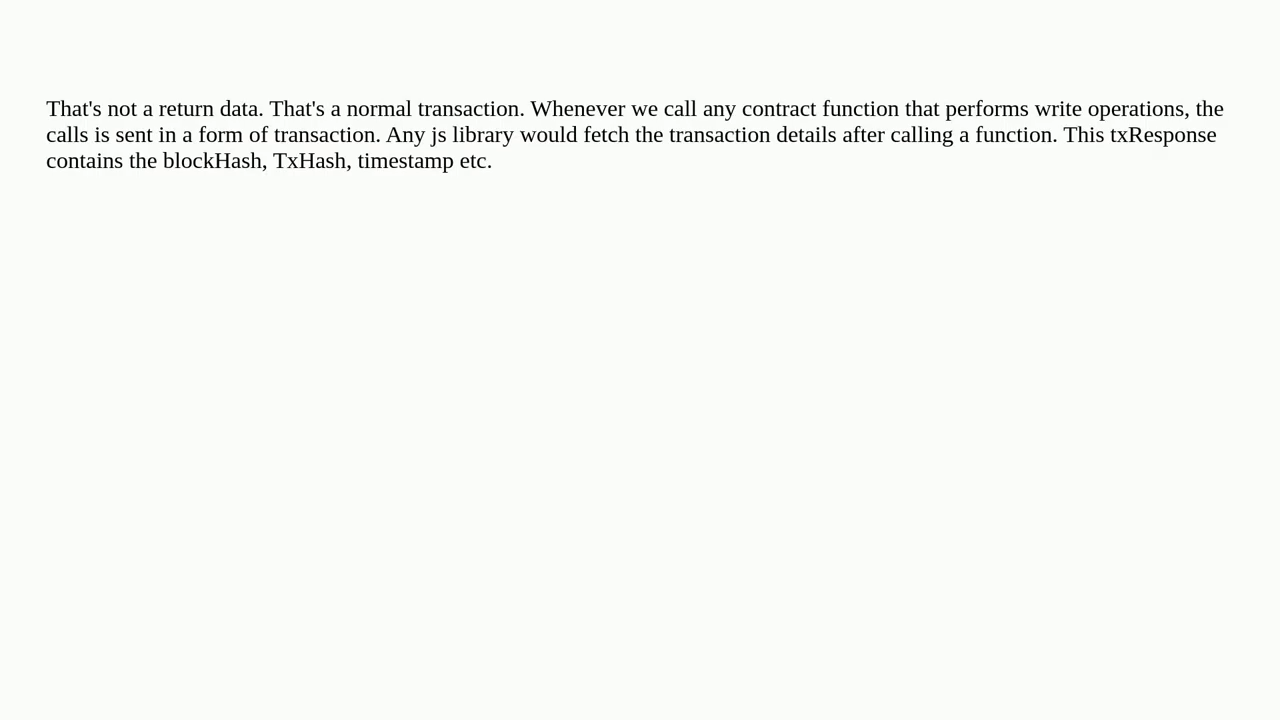 That's not a return data. That's a normal transaction. Whenever we call any contract function that performs write operations, the
calls is sent in a form of transaction. Any js library would fetch the transaction details after calling a function. This txResponse
contains the blockHash, TxHash, timestamp etc.